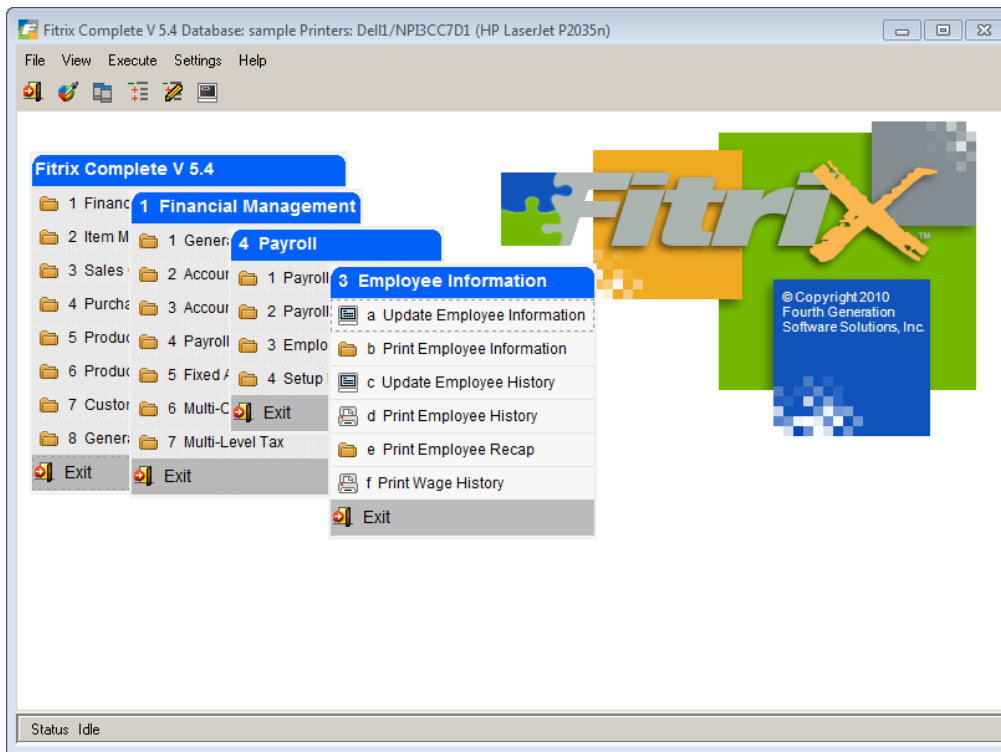 Fitrix Complete V 5.4 Database: sample Printers: Dell1/NPI3CC7D1 (HP LaserJet P2035n)
File View Execute Settings Help
Fitrix Complete V 5.4
1 Financ
2 Item M
3 Sales
4 Purcha
5 Produc
6 Produc
7 Custor
8 Genera
Exit
1 Financial Management
1 Gener
2 Accour
3 Accour
4 Payroll
5 Fixed A
6 Multi-C
7 Multi-Level Tax
Exit
4 Payroll
1 Payroll
2 Payroll
3 Emplo
4 Setup
Exit
3 Employee Information
a Update Employee Information
b Print Employee Information
c Update Employee History
d Print Employee History
e Print Employee Recap
f Print Wage History
Exit
Fitrix™
© Copyright 2010
Fourth Generation
Software Solutions, Inc.
Status Idle